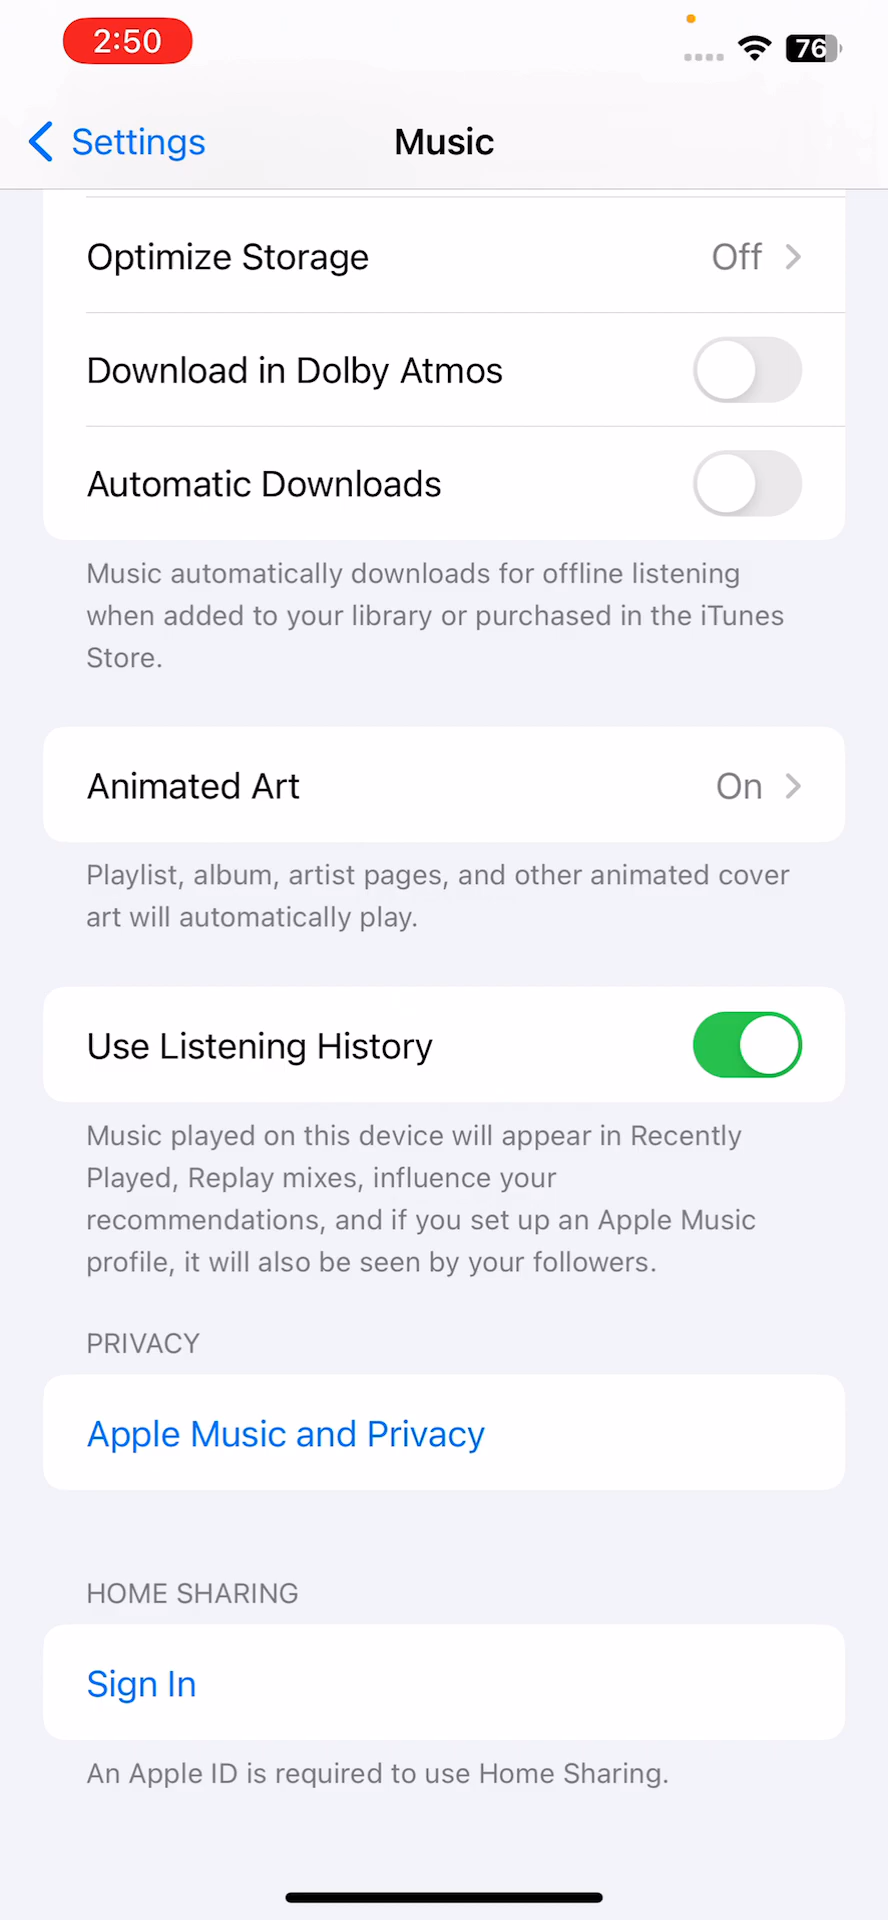 2:50
76
Settings
Music
Optimize Storage
Off
Download in Dolby Atmos
Automatic Downloads
Music automatically downloads for offline listening
when added to your library or purchased in the iTunes
Store.
Animated Art
On
Playlist, album, artist pages, and other animated cover
art will automatically play.
Use Listening History
Music played on this device will appear in Recently
Played, Replay mixes, influence your
recommendations, and if you set up an Apple Music
profile, it will also be seen by your followers.
PRIVACY
Apple Music and Privacy
HOME SHARING
Sign In
An Apple ID is required to use Home Sharing.